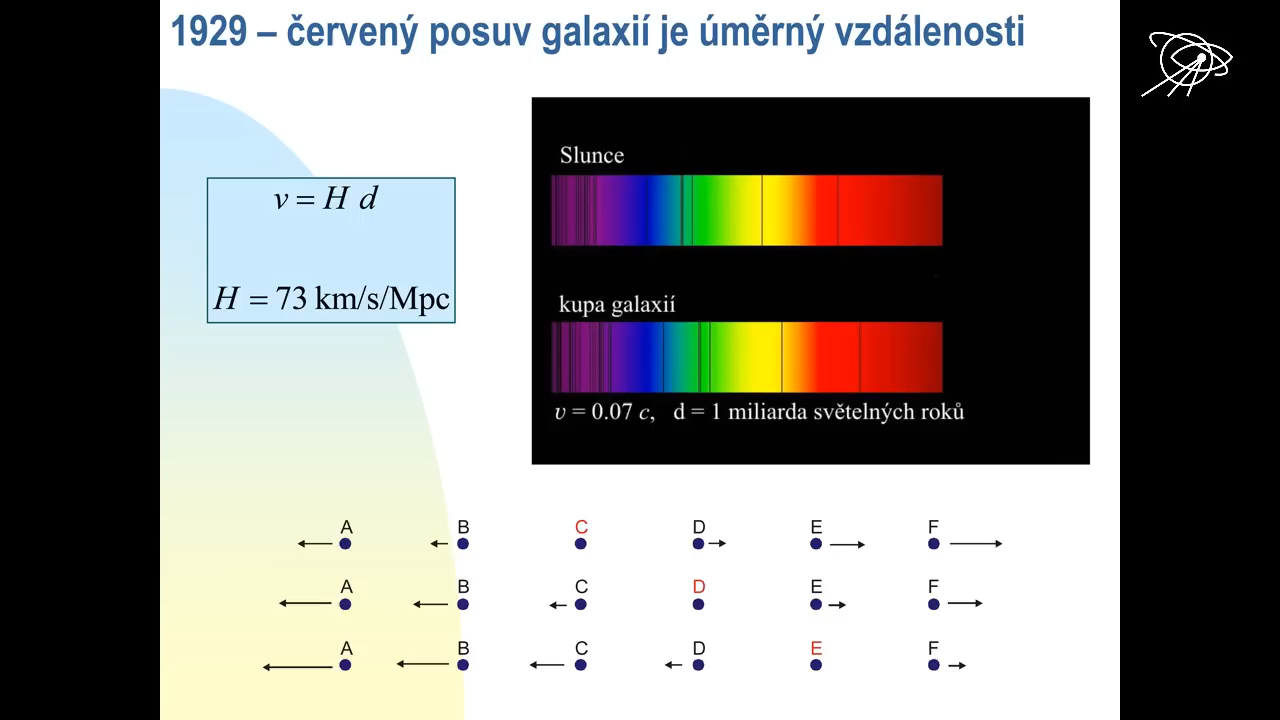 1929 – červený posuv galaxií je úměrný vzdálenosti
v = H d
H = 73 km/s/Mpc
Slunce
kupa galaxií
υ = 0.07 c, d = 1 miliarda světelných roků
A B C D E F
A B C D E F
A B C D E F